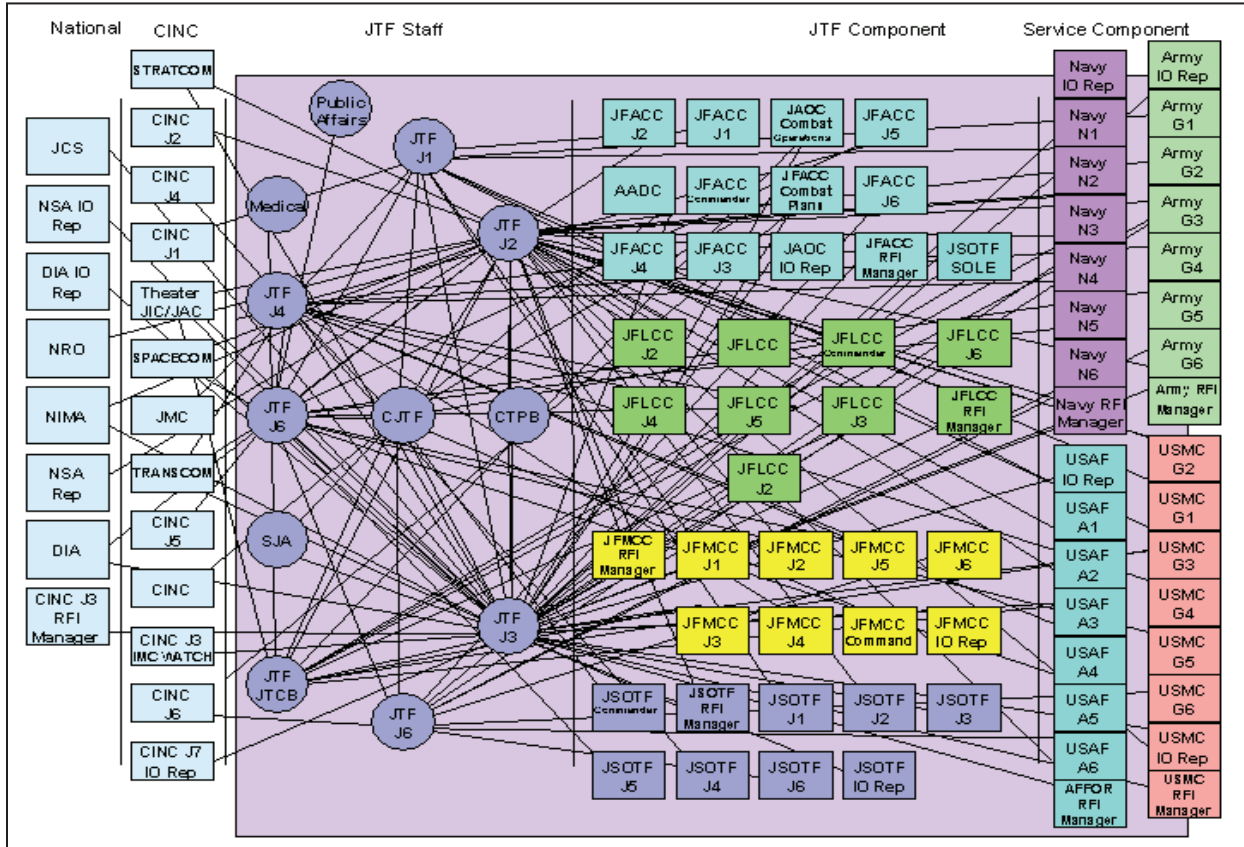 National
CINC
JTF Staff
JTF Component
Service Component
JCS
NSA IO
Rep
DIA IO
Rep
NRO
NIMA
NSA
Rep
DIA
CINC J3
RFI
Manager
STRATCOM
CINC
J2
CINC
J4
CINC
J1
Theater
JIC/JAC
SPACECOM
JMC
TRANSCOM
CINC
J5
CINC
CINC J3
IMC WATCH
CINC
J6
CINC J7
IO Rep
Public
Affairs
JTF
J1
Medical
JTF
J2
JTF
J4
JTF
J6
CJTF
CTPB
SJA
JTF
J3
JTF
JTCB
JTF
J6
JFACC
J2
JFACC
J1
JAOC
Combat
Operations
JFACC
J5
AADC
JFACC
Commander
JFACC
Combat
Plans
JFACC
J6
JFACC
J4
JFACC
J3
JAOC
IO Rep
JFACC
RFI
Manager
JSOTF
SOLE
JFLCC
J2
JFLCC
JFLCC
Commander
JFLCC
J6
JFLCC
J4
JFLCC
J5
JFLCC
J3
JFLCC
RFI
Manager
JFLCC
J2
JFMCC
RFI
Manager
JFMCC
J1
JFMCC
J2
JFMCC
J5
JFMCC
J6
JFMCC
J3
JFMCC
J4
JFMCC
Command
JFMCC
IO Rep
JSOTF
Commander
JSOTF
RFI
Manager
JSOTF
J1
JSOTF
J2
JSOTF
J3
JSOTF
J5
JSOTF
J4
JSOTF
J6
JSOTF
IO Rep
Navy
IO Rep
Navy
N1
Navy
N2
Navy
N3
Navy
N4
Navy
N5
Navy
N6
Navy RFI
Manager
USAF
IO Rep
USAF
A1
USAF
A2
USAF
A3
USAF
A4
USAF
A5
USAF
A6
AFFOR
RFI
Manager
Army
IO Rep
Army
G1
Army
G2
Army
G3
Army
G4
Army
G5
Army
G6
Army RFI
Manager
USMC
G2
USMC
G1
USMC
G3
USMC
G4
USMC
G5
USMC
G6
USMC
IO Rep
USMC
RFI
Manager